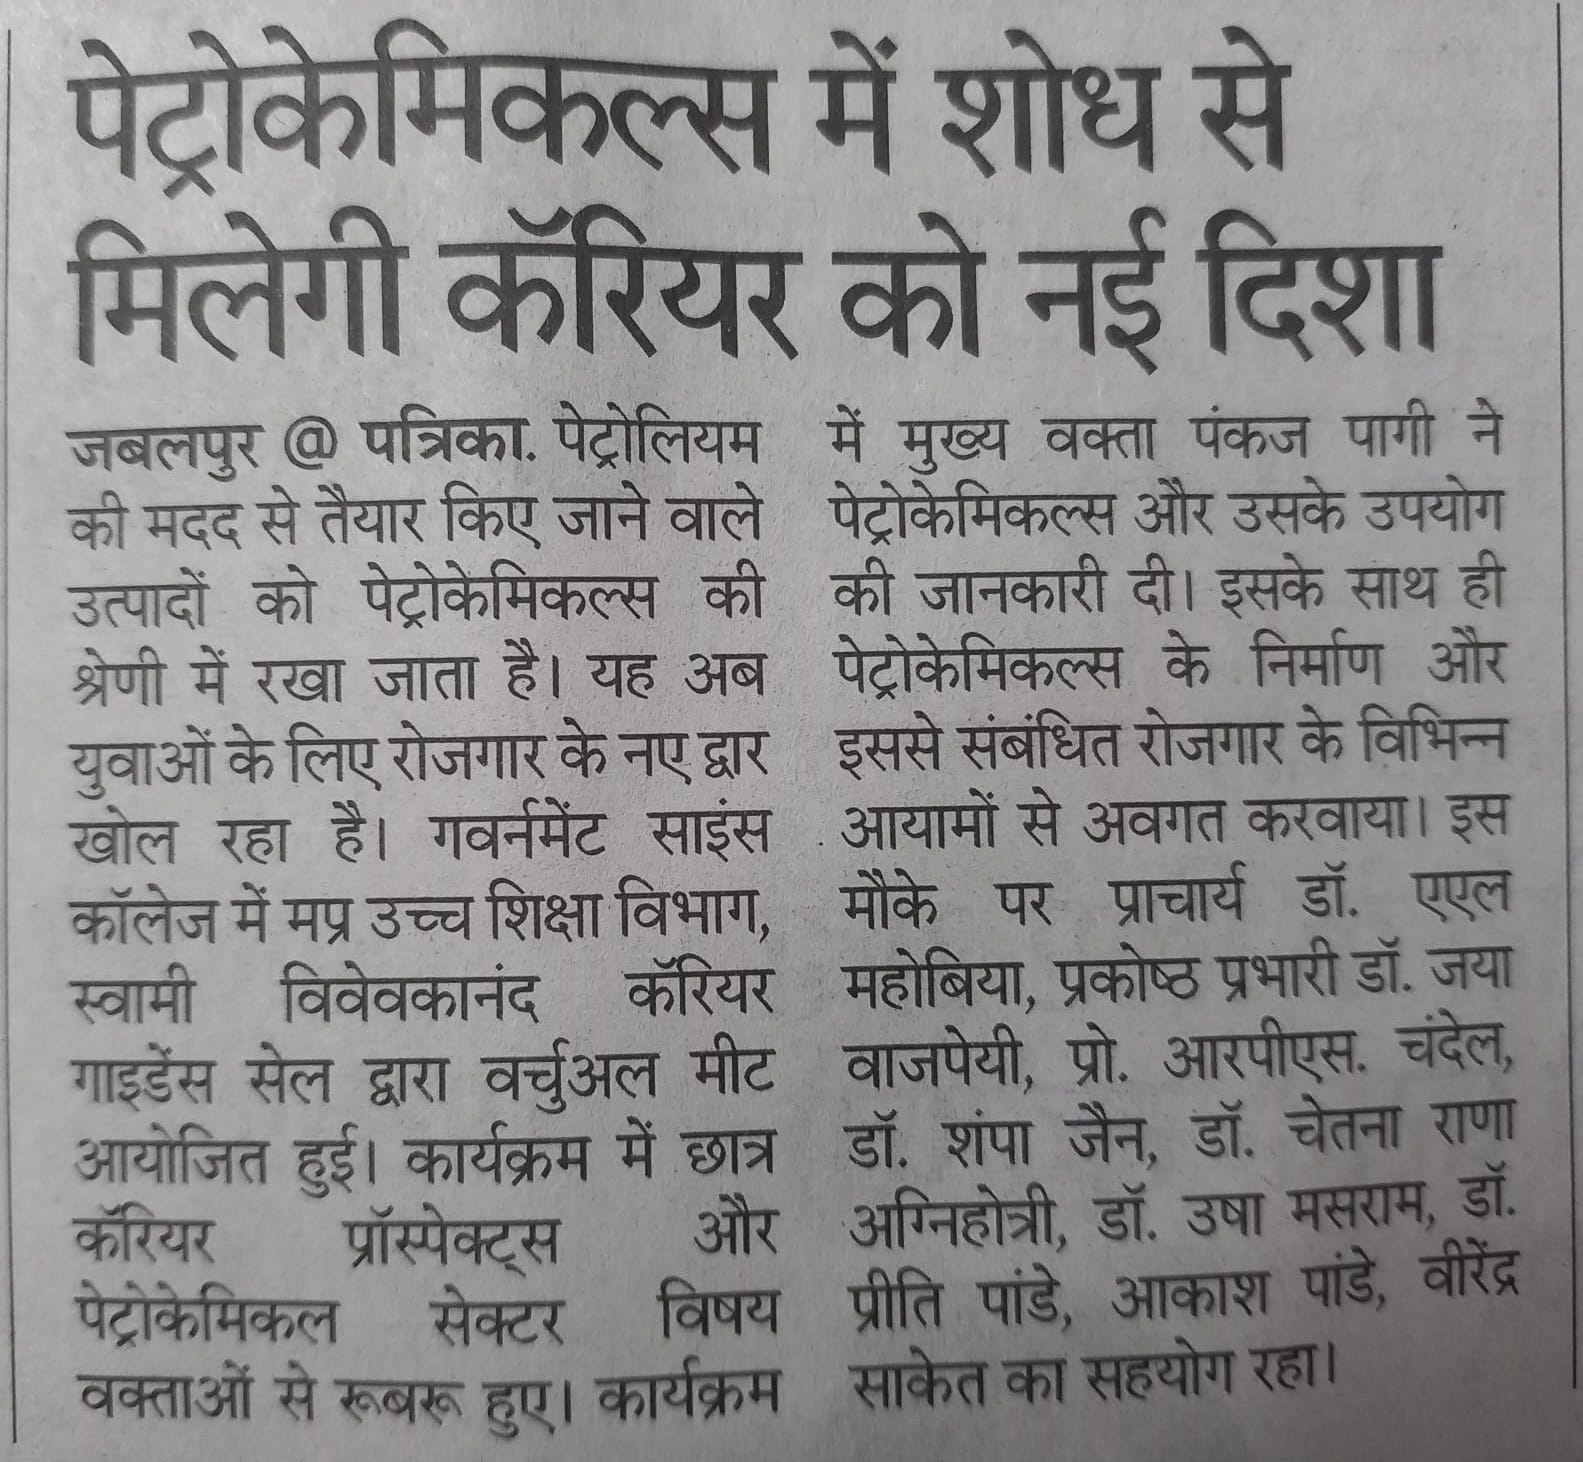 पेट्रोकेमिकल्स में शोध से
मिलेगी कॅरियर को नई दिशा
जबलपुर @ पत्रिका. पेट्रोलियम
की मदद से तैयार किए जाने वाले
उत्पादों को पेट्रोकेमिकल्स की
श्रेणी में रखा जाता है। यह अब
युवाओं के लिए रोजगार के नए द्वार
खोल रहा है। गवर्नमेंट साइंस
कॉलेज में मप्र उच्च शिक्षा विभाग,
स्वामी विवेवकानंद कॅरियर
गाइडेंस सेल द्वारा वर्चुअल मीट
आयोजित हुई। कार्यक्रम में छात्र
कॅरियर प्रॉस्पेक्ट्स और
पेट्रोकेमिकल सेक्टर विषय
वक्ताओं से रूबरू हुए। कार्यक्रम
में मुख्य वक्ता पंकज पागी ने
पेट्रोकेमिकल्स और उसके उपयोग
की जानकारी दी। इसके साथ ही
पेट्रोकेमिकल्स के निर्माण और
इससे संबंधित रोजगार के विभिन्न
आयामों से अवगत करवाया। इस
मौके पर प्राचार्य डॉ. एएल
महोबिया, प्रकोष्ठ प्रभारी डॉ. जया
वाजपेयी, प्रो. आरपीएस. चंदेल,
डॉ. शंपा जैन, डॉ. चेतना राणा
अग्निहोत्री, डॉ. उषा मसराम, डॉ.
प्रीति पांडे, आकाश पांडे, वीरेंद्र
साकेत का सहयोग रहा।